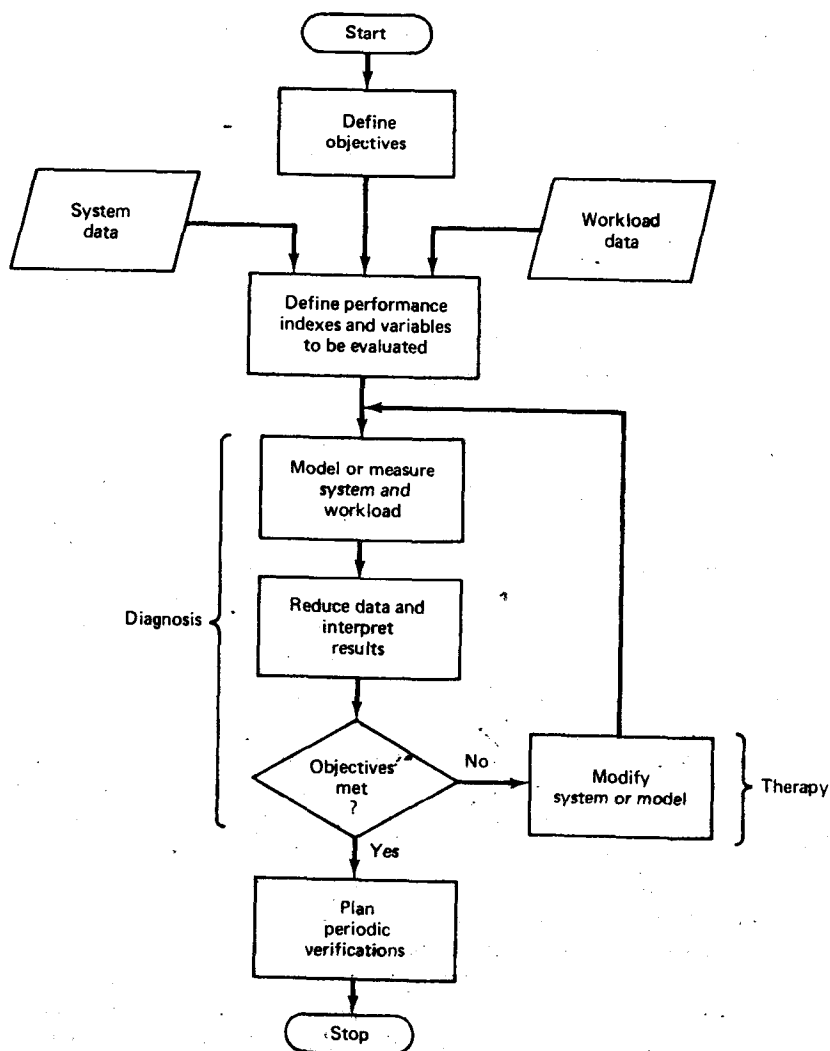 Start
Define
objectives
System
data
Workload
data
Define performance
indexes and variables
to be evaluated
Model or measure
system and
workload
Diagnosis
Reduce data and
interpret
results
Objectives
met
?
No
Modify
system or model
Therapy
Yes
Plan
periodic
verifications
Stop